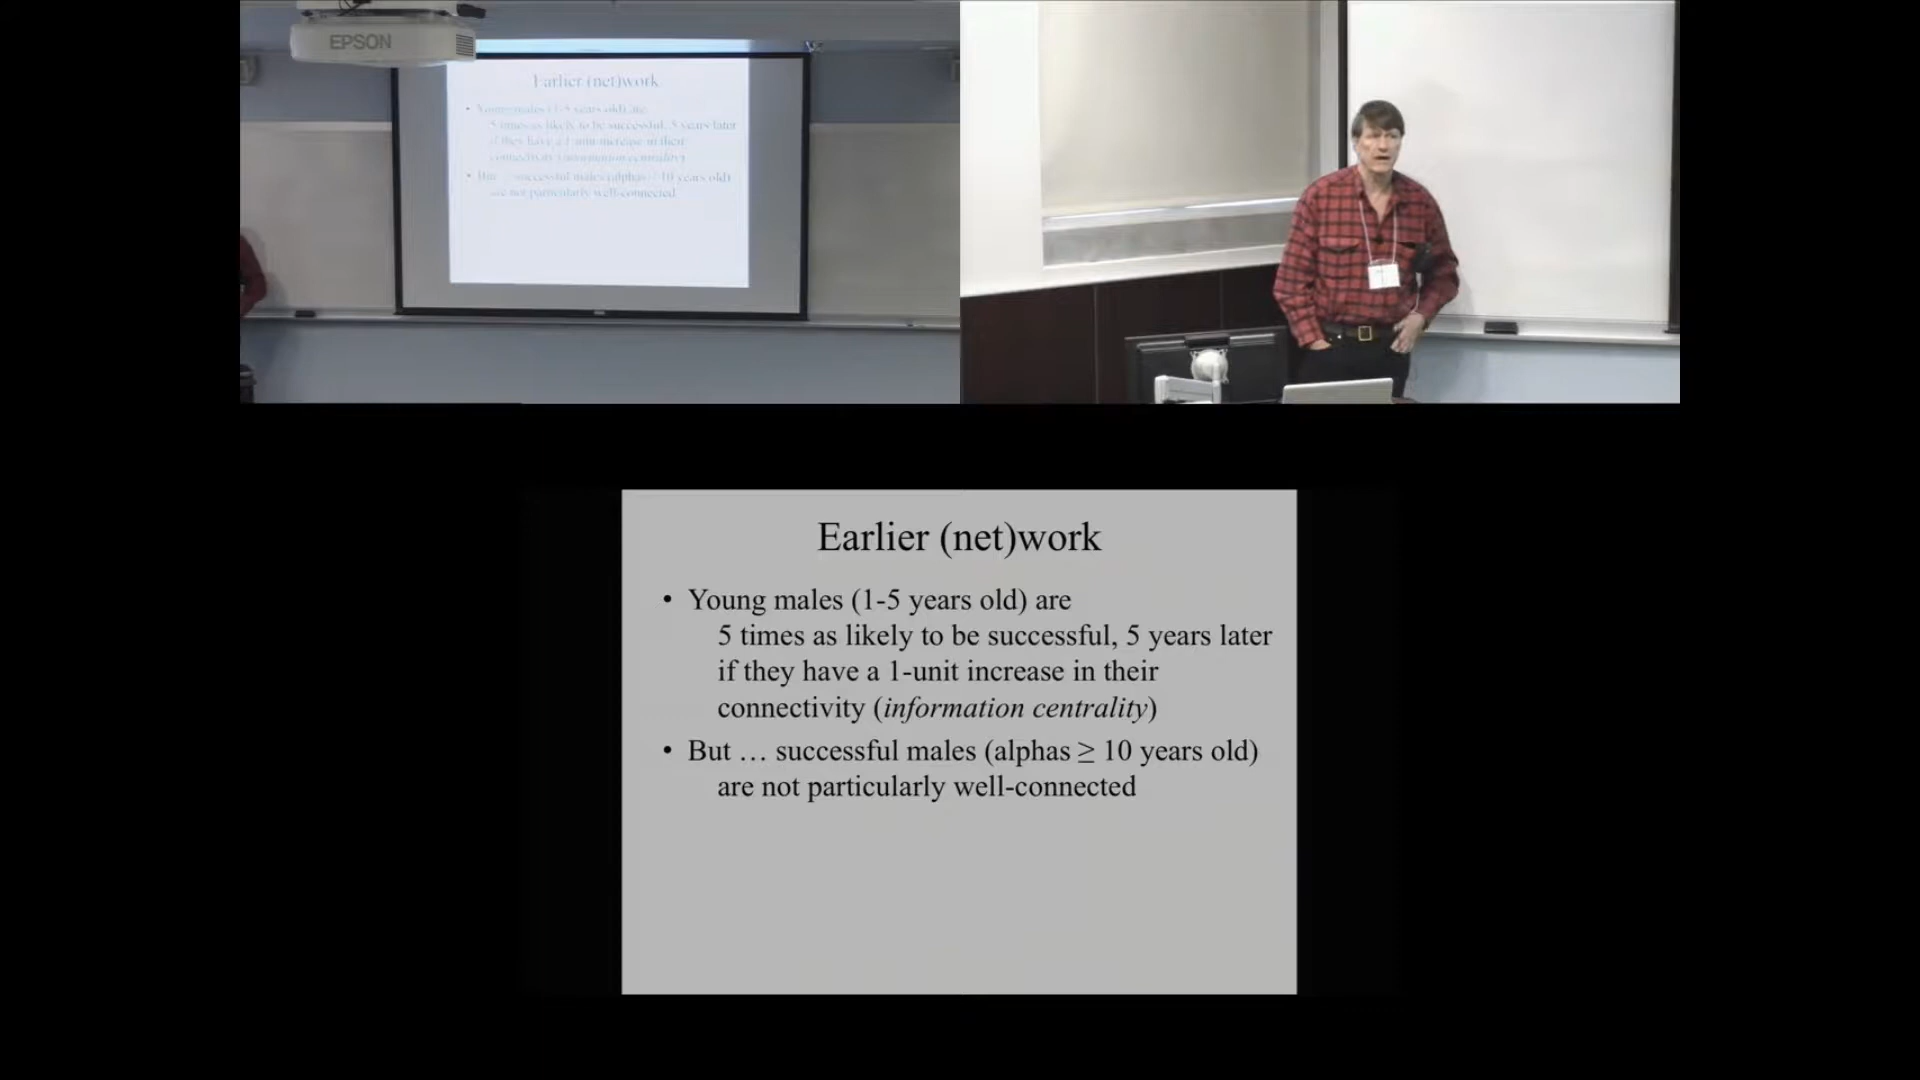 EPSON
Earlier (net)work
• Young males (1-5 years old) are
5 times as likely to be successful, 5 years later
if they have a 1-unit increase in their
connectivity (information centrality)
• But ... successful males (alphas ≥ 10 years old)
are not particularly well-connected
Earlier (net)work
• Young males (1-5 years old) are
5 times as likely to be successful, 5 years later
if they have a 1-unit increase in their
connectivity (information centrality)
• But … successful males (alphas ≥ 10 years old)
are not particularly well-connected